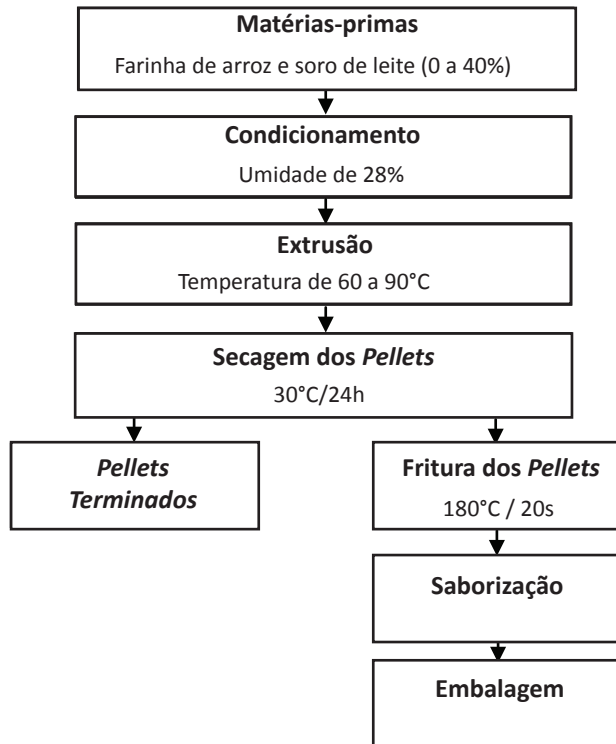 Matérias-primas
Farinha de arroz e soro de leite (0 a 40%)
Condicionamento
Umidade de 28%
Extrusão
Temperatura de 60 a 90°C
Secagem dos Pellets
30°C/24h
Pellets
Terminados
Fritura dos Pellets
180°C / 20s
Saborização
Embalagem